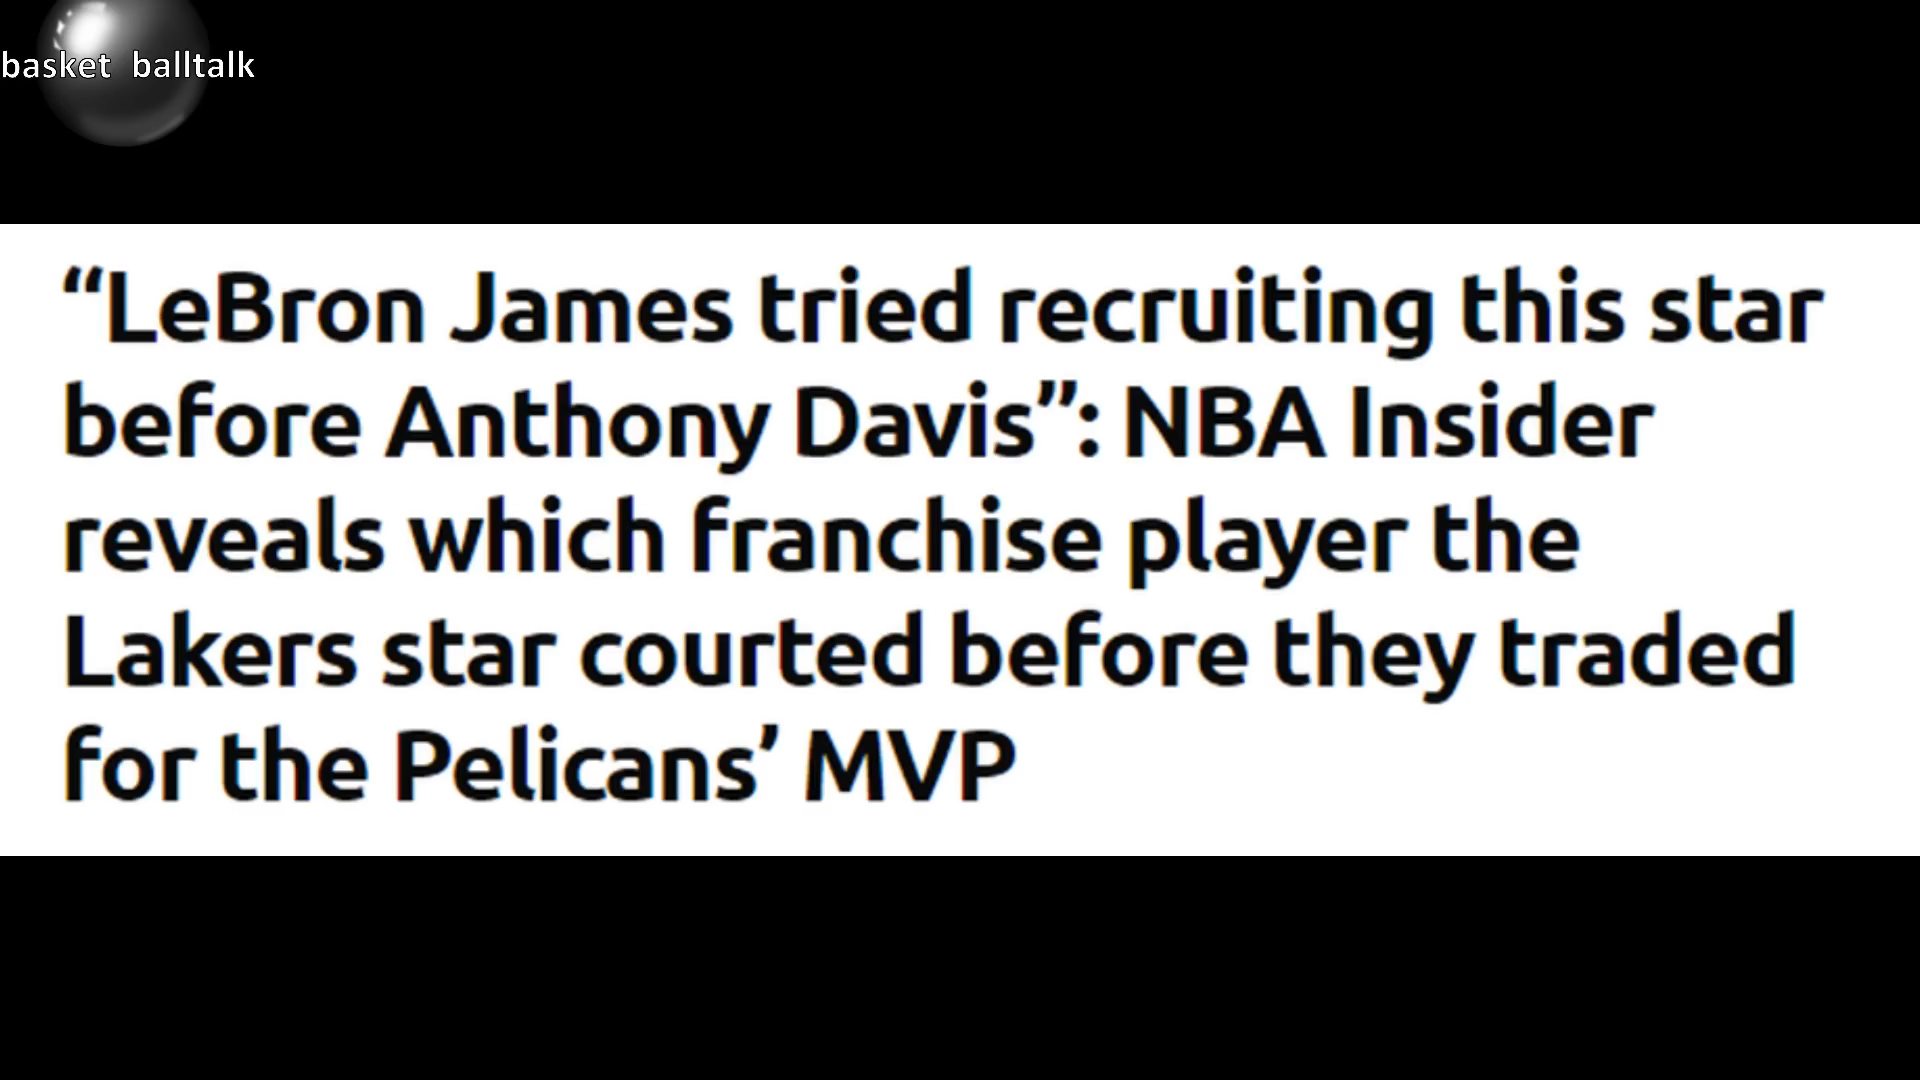 basket balltalk
“LeBron James tried recruiting this star
before Anthony Davis”: NBA Insider
reveals which franchise player the
Lakers star courted before they traded
for the Pelicans’ MVP